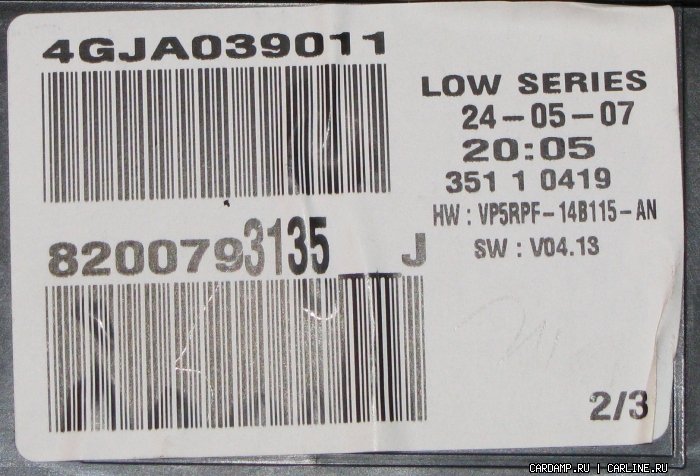 4GJA039011
LOW SERIES
24-05-07
20:05
351 1 0419
HW : VP5RPF-14B115-AN
SW : V04.13
8200793135 J
2/3
CARDAMP.RU | CARLINE.RU